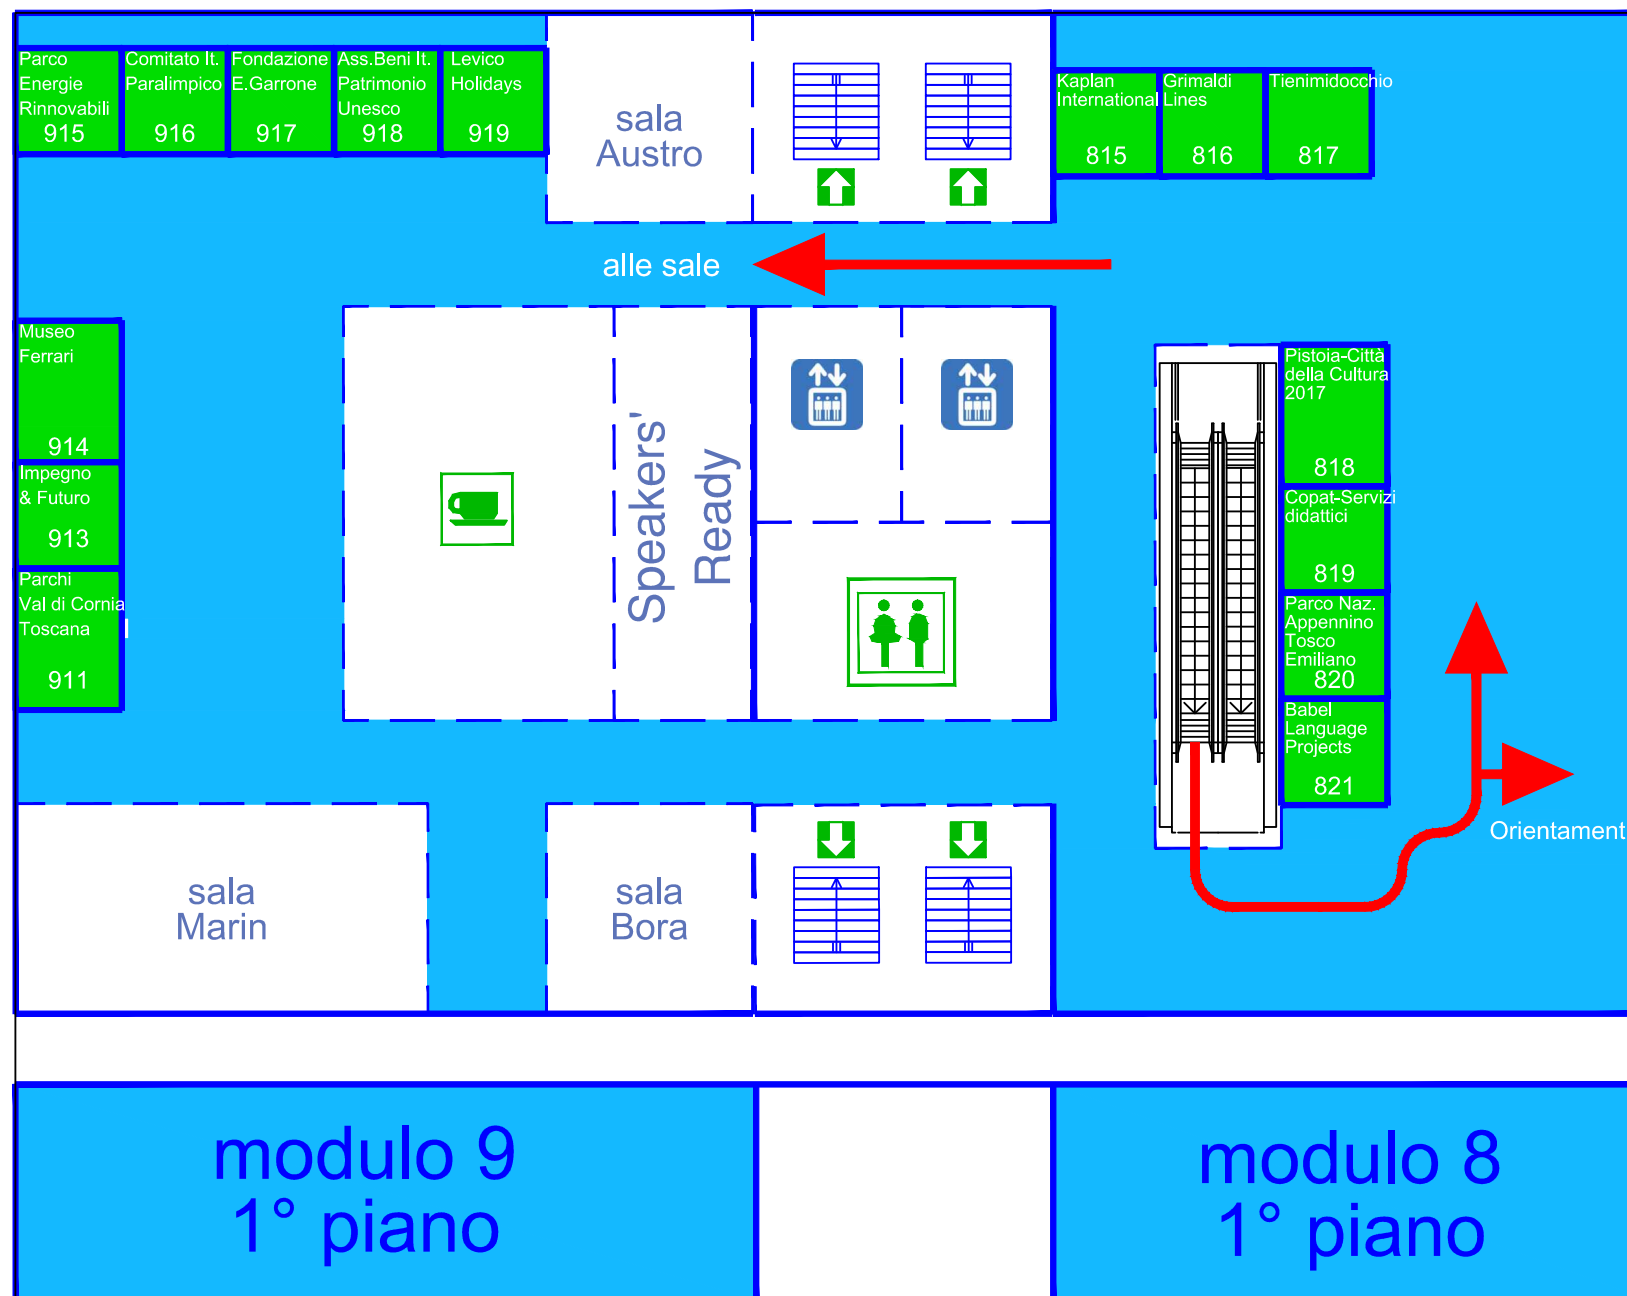 Parco
Energie
Rinnovabili
915
Comitato It.
Paralimpico
916
Fondazione
E.Garrone
917
Ass.Beni It.
Patrimonio
Unesco
918
Levico
Holidays
919
sala
Austro
Kaplan
International
815
Grimaldi
Lines
816
Tienimidocchio
817
alle sale
Museo
Ferrari
914
Impegno
& Futuro
913
Parchi
Val di Cornia
Toscana
911
Speakers'
Ready
Pistoia-Città
della Cultura
2017
818
Copat-Servizi
didattici
819
Parco Naz.
Appennino
Tosco
Emiliano
820
Babel
Language
Projects
821
Orientament
sala
Marin
sala
Bora
modulo 9
1° piano
modulo 8
1° piano